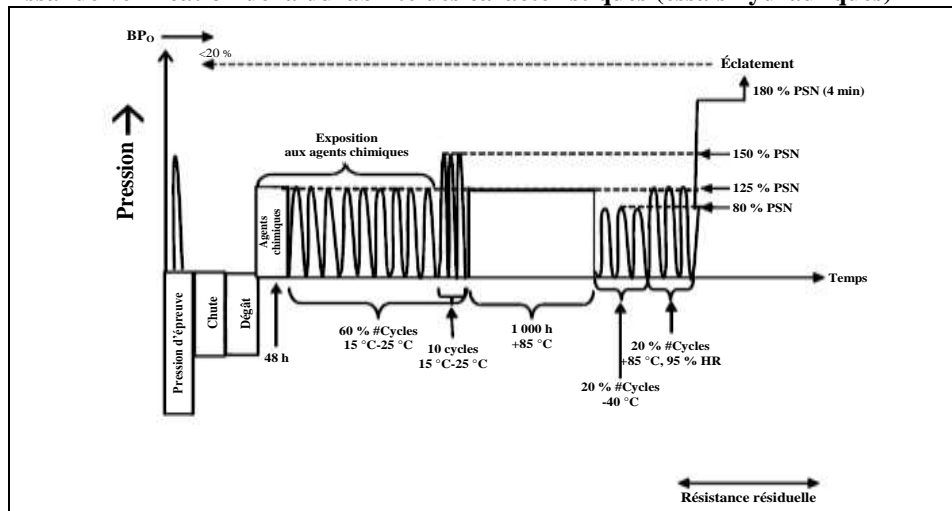 BPO
<20 %
Éclatement
180 % PSN (4 min)
Pression
Exposition
aux agents chimiques
150 % PSN
125 % PSN
80 % PSN
Agents
chimiques
Temps
Pression d'épreuve
Chute
Dégât
48 h
60 % #Cycles
15 °C-25 °C
10 cycles
15 °C-25 °C
1 000 h
+85 °C
20 % #Cycles
+85 °C, 95 % HR
20 % #Cycles
-40 °C
Résistance résiduelle